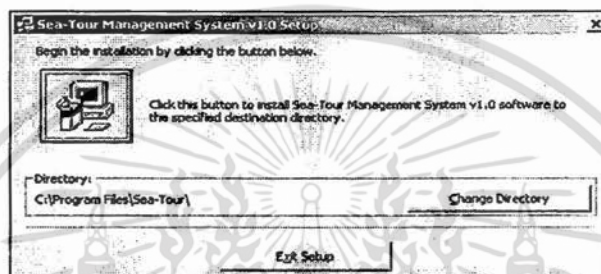 Sea-Tour Management System v1.0 Setup
Begin the installation by clicking the button below.
Click this button to install Sea-Tour Management System v1.0 software to
the specified destination directory.
Directory:
C:\Program Files\Sea-Tour\
Change Directory
Exit Setup